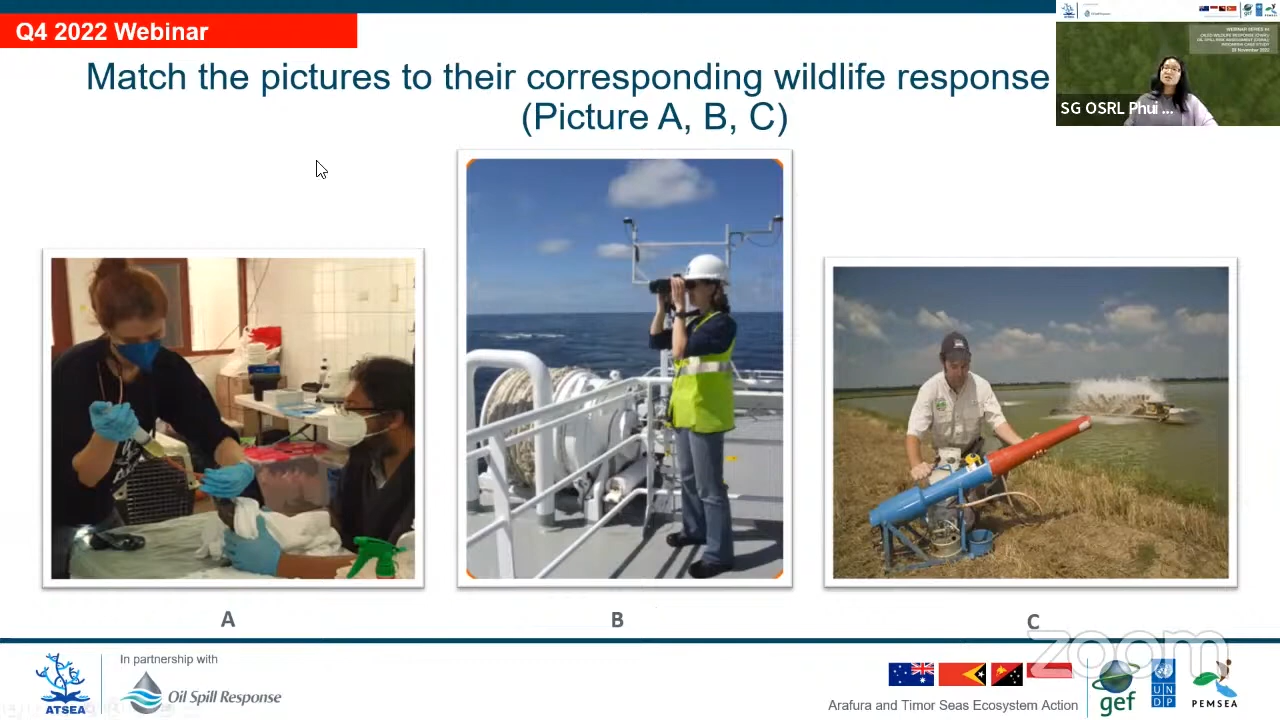 Q4 2022 Webinar
Match the pictures to their corresponding wildlife response
(Picture A, B, C)
SG OSRL Phui ...
A
B
C
zoom
In partnership with
ATSEA
Oil Spill Response
Arafura and Timor Seas Ecosystem Action
gef
U N
D P
PEMSEA